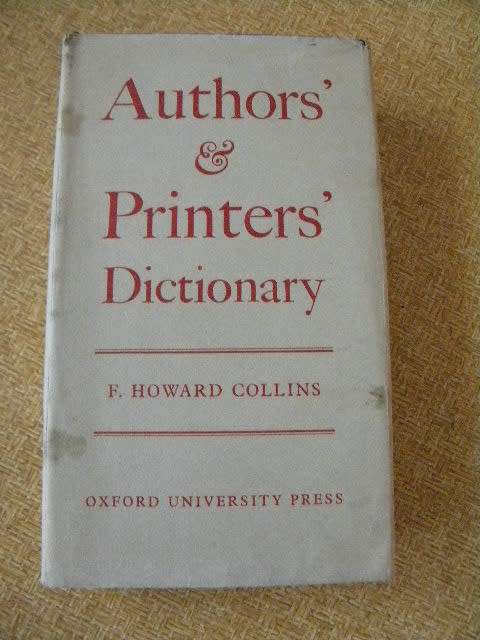 Authors’
&
Printers’
Dictionary
F. HOWARD COLLINS
OXFORD UNIVERSITY PRESS